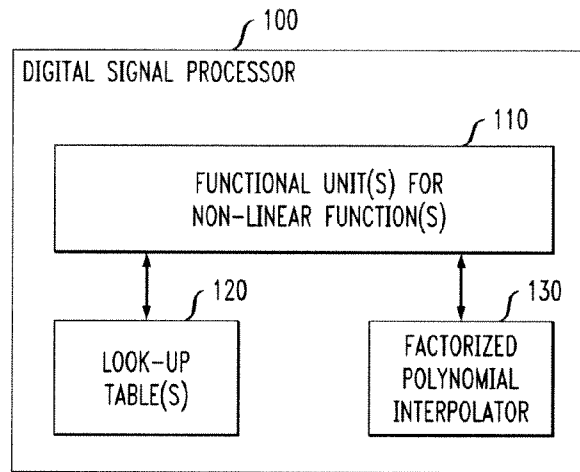 100
DIGITAL SIGNAL PROCESSOR
110
FUNCTIONAL UNIT(S) FOR
NON-LINEAR FUNCTION(S)
120
LOOK-UP
TABLE(S)
130
FACTORIZED
POLYNOMIAL
INTERPOLATOR